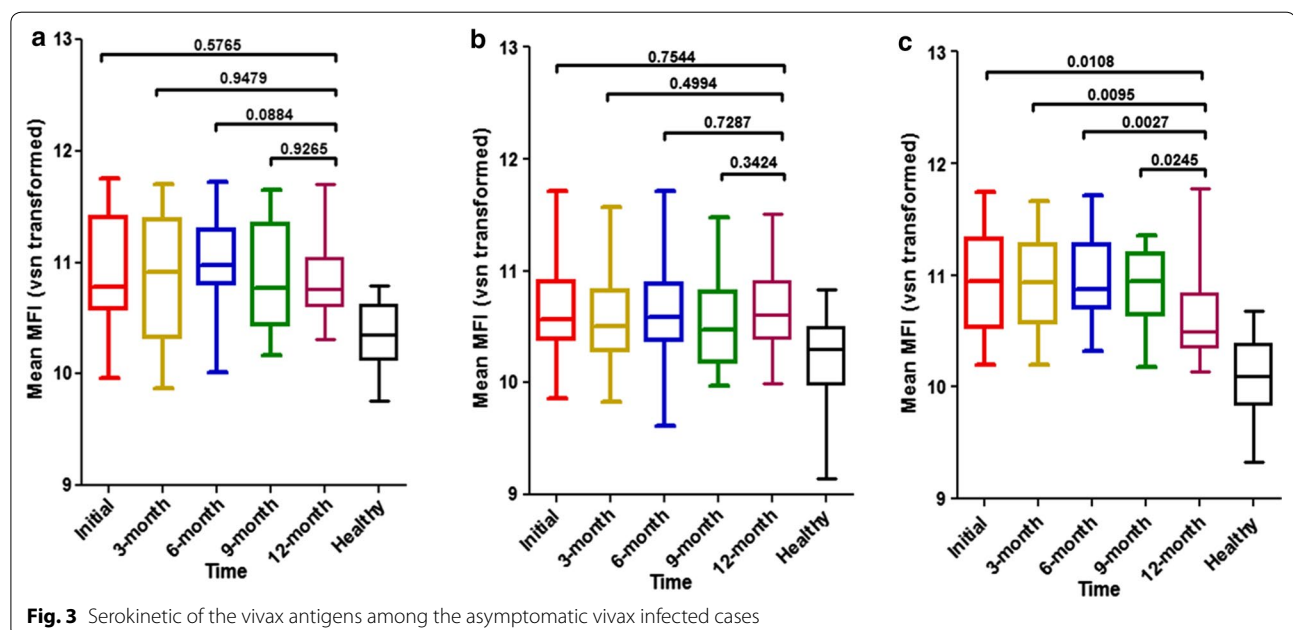 a
13
12
11
10
9
Mean MFI (vsn transformed)
0.5765
0.9479
0.0884
0.9265
Initial
3-month
6-month
9-month
12-month
Healthy
Time
b
13
12
11
10
9
Mean MFI (vsn transformed)
0.7544
0.4994
0.7287
0.3424
Initial
3-month
6-month
9-month
12-month
Healthy
Time
c
13
12
11
10
9
Mean MFI (vsn transformed)
0.0108
0.0095
0.0027
0.0245
Initial
3-month
6-month
9-month
12-month
Healthy
Time
Fig. 3 Serokinetic of the vivax antigens among the asymptomatic vivax infected cases